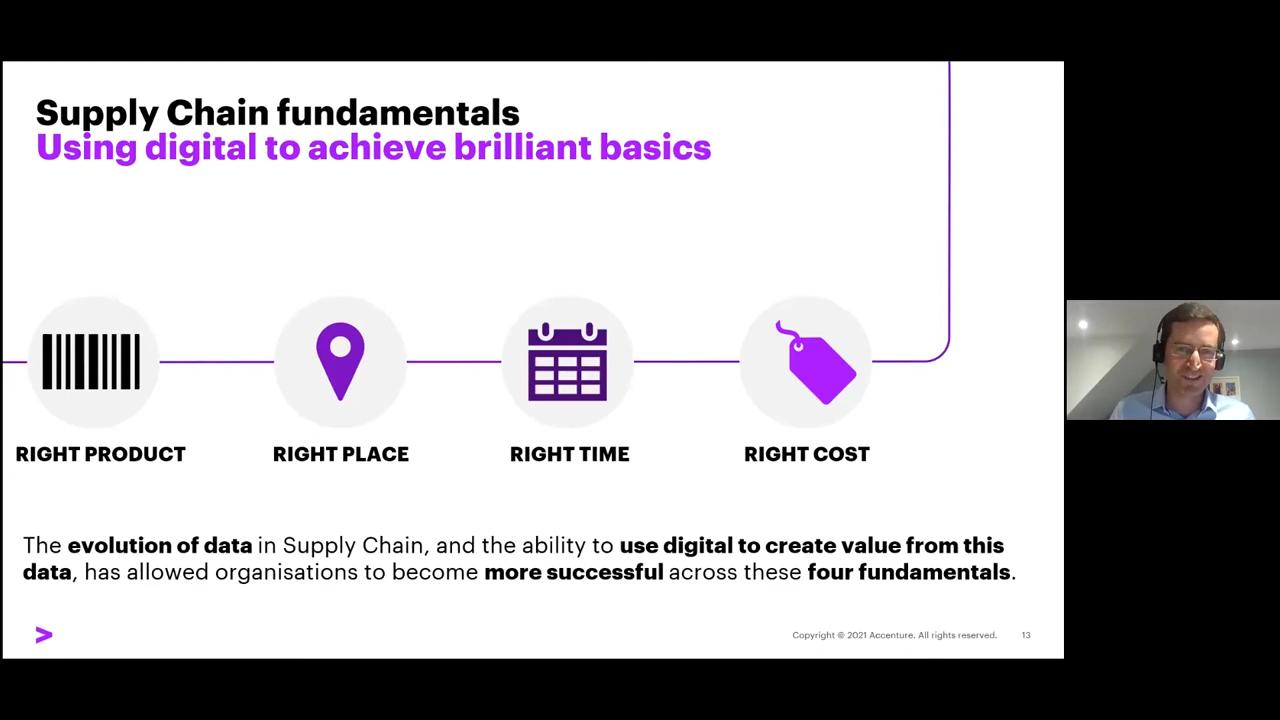 Supply Chain fundamentals
Using digital to achieve brilliant basics
RIGHT PRODUCT
RIGHT PLACE
RIGHT TIME
RIGHT COST
The evolution of data in Supply Chain, and the ability to use digital to create value from this
data, has allowed organisations to become more successful across these four fundamentals.
Copyright © 2021 Accenture. All rights reserved.
13